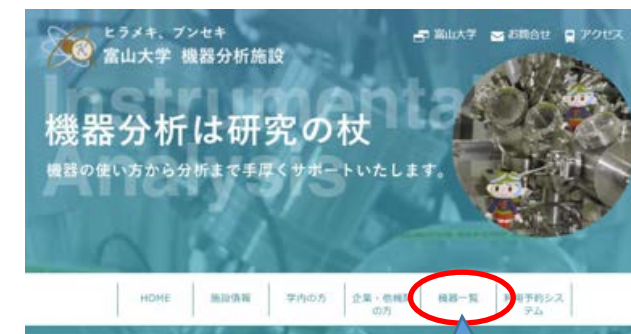 ヒラメキ、ブンセキ
富山大学 機器分析施設
富山大学 お問合せ アクセス
Instrumental
Analysis
機器分析は研究の杖
機器の使い方から分析まで手厚くサポートいたします。
HOME 施設情報 学内の方 企業・他機関の方 機器一覧 利用予約システム